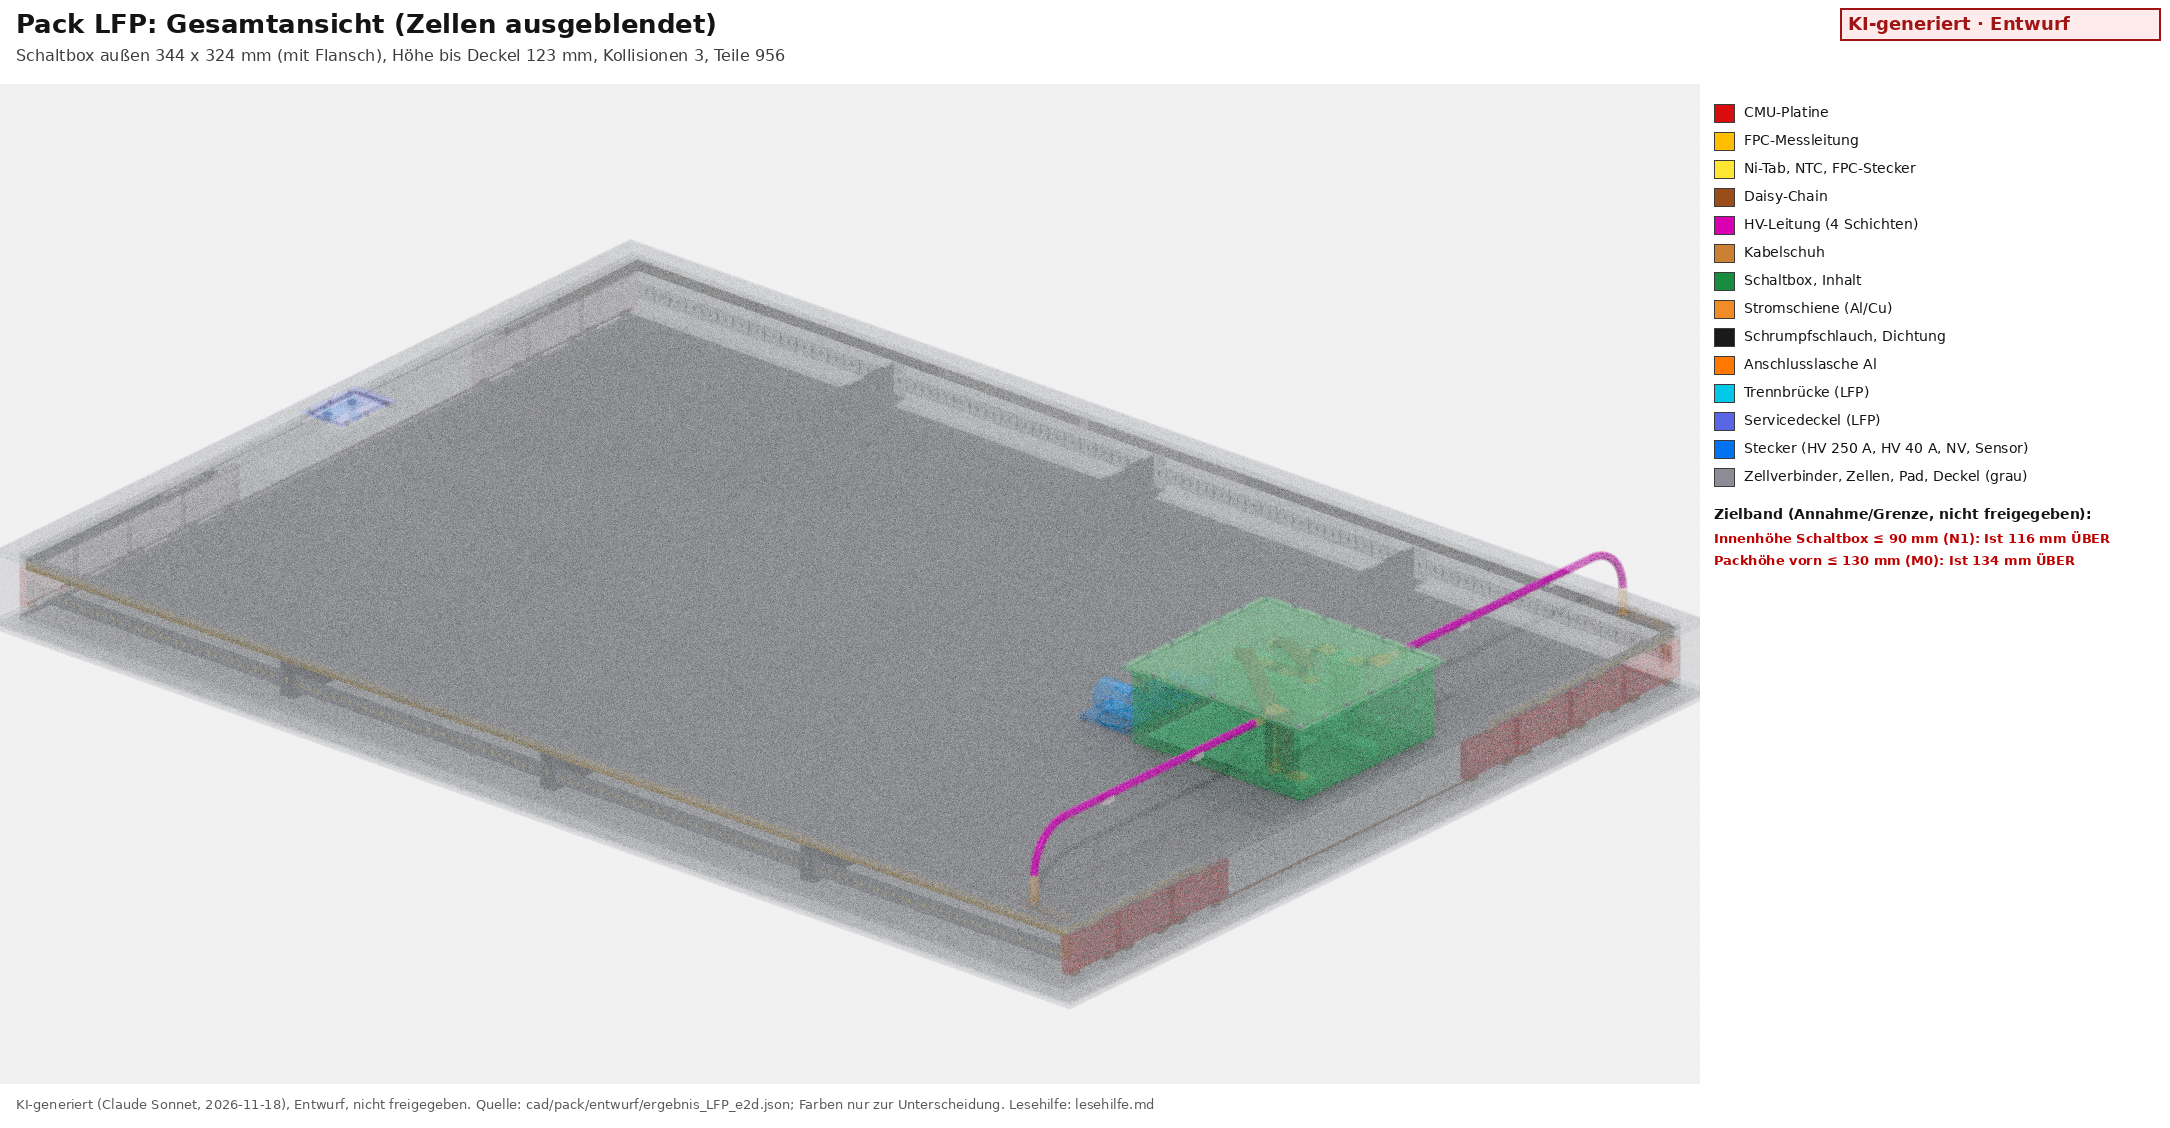 Pack LFP: Gesamtansicht (Zellen ausgeblendet)
KI-generiert · Entwurf
Schaltbox außen 344 x 324 mm (mit Flansch), Höhe bis Deckel 123 mm, Kollisionen 3, Teile 956
CMU-Platine
FPC-Messleitung
Ni-Tab, NTC, FPC-Stecker
Daisy-Chain
HV-Leitung (4 Schichten)
Kabelschuh
Schaltbox, Inhalt
Stromschiene (Al/Cu)
Schrumpfschlauch, Dichtung
Anschlusslasche Al
Trennbrücke (LFP)
Servicedeckel (LFP)
Stecker (HV 250 A, HV 40 A, NV, Sensor)
Zellverbinder, Zellen, Pad, Deckel (grau)
Zielband (Annahme/Grenze, nicht freigegeben):
Innenhöhe Schaltbox ≤ 90 mm (N1): Ist 116 mm ÜBER
Packhöhe vorn ≤ 130 mm (M0): Ist 134 mm ÜBER
KI-generiert (Claude Sonnet, 2026-11-18), Entwurf, nicht freigegeben. Quelle: cad/pack/entwurf/ergebnis_LFP_e2d.json; Farben nur zur Unterscheidung. Lesehilfe: lesehilfe.md